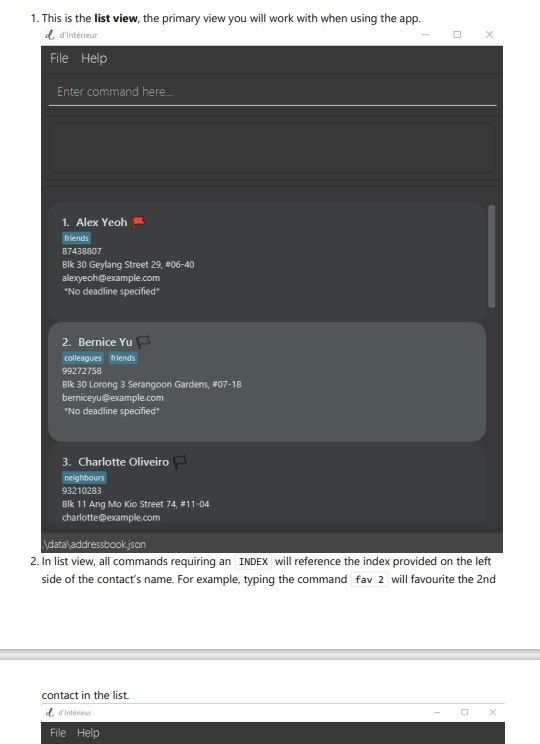 1. This is the list view, the primary view you will work with when using the app.
d'Intérieur
File Help
Enter command here...
1. Alex Yeoh
friends
87438807
Blk 30 Geylang Street 29, #06-40
alexyeoh@example.com
*No deadline specified*
2. Bernice Yu
colleagues friends
99272758
Blk 30 Lorong 3 Serangoon Gardens, #07-18
berniceyu@example.com
*No deadline specified*
3. Charlotte Oliveiro
neighbours
93210283
Blk 11 Ang Mo Kio Street 74, #11-04
charlotte@example.com
.\data\addressbook.json
2. In list view, all commands requiring an INDEX will reference the index provided on the left
side of the contact's name. For example, typing the command fav 2 will favourite the 2nd
contact in the list.
d'Intérieur
File Help